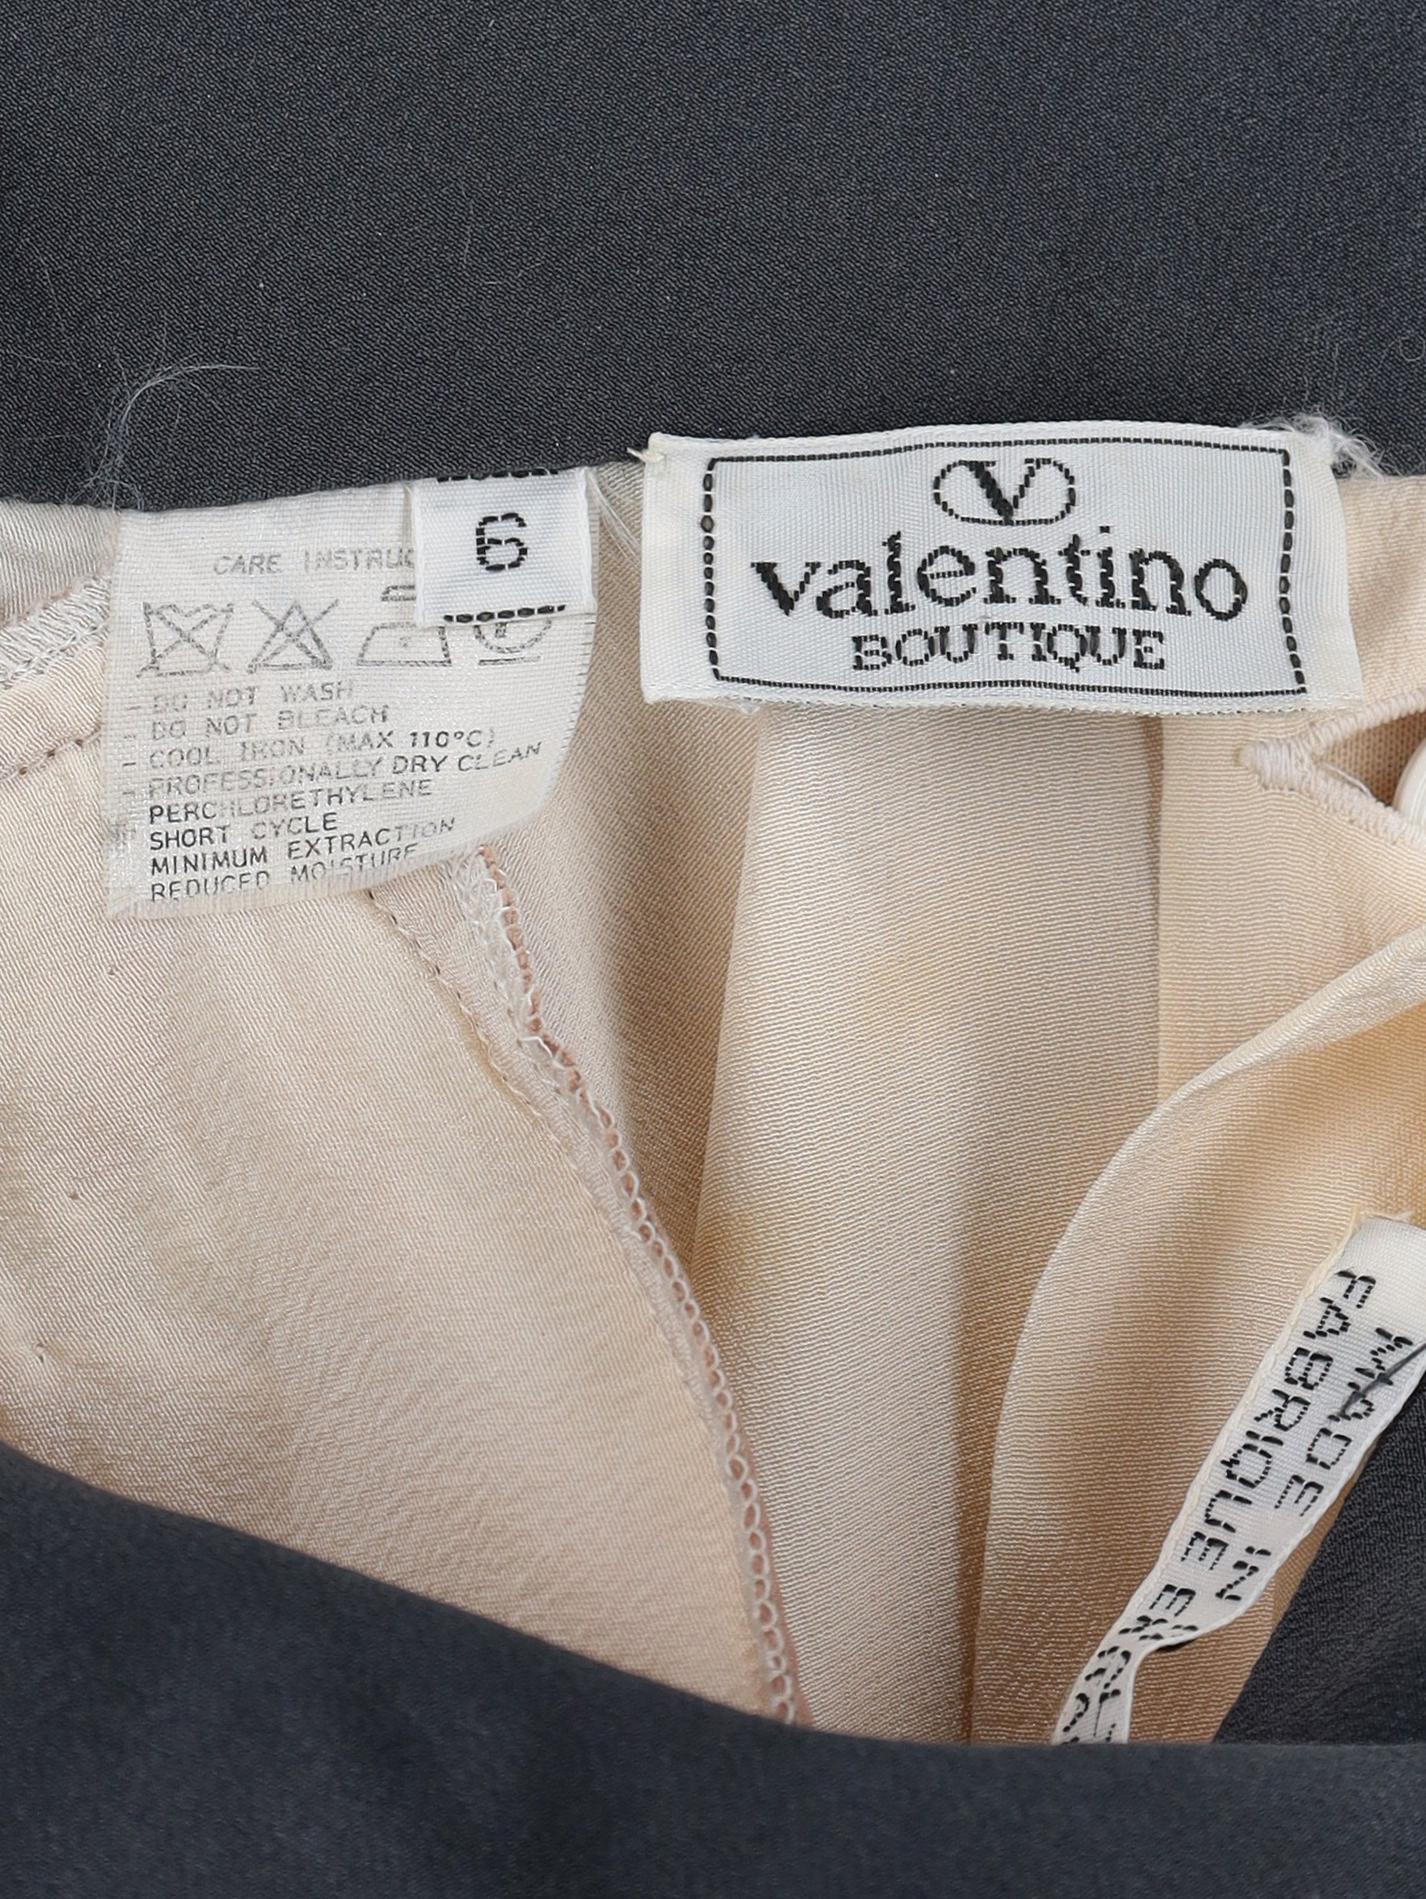 CARE INSTRUC
6
- DO NOT WASH
- DO NOT BLEACH
- COOL IRON (MAX 110°C)
- PROFESSIONALLY DRY CLEAN
PERCHLORETHYLENE
SHORT CYCLE
MINIMUM EXTRACTION
REDUCED MOISTURE
V
valentino
BOUTIQUE
MADE IN
FABRIQUE EN